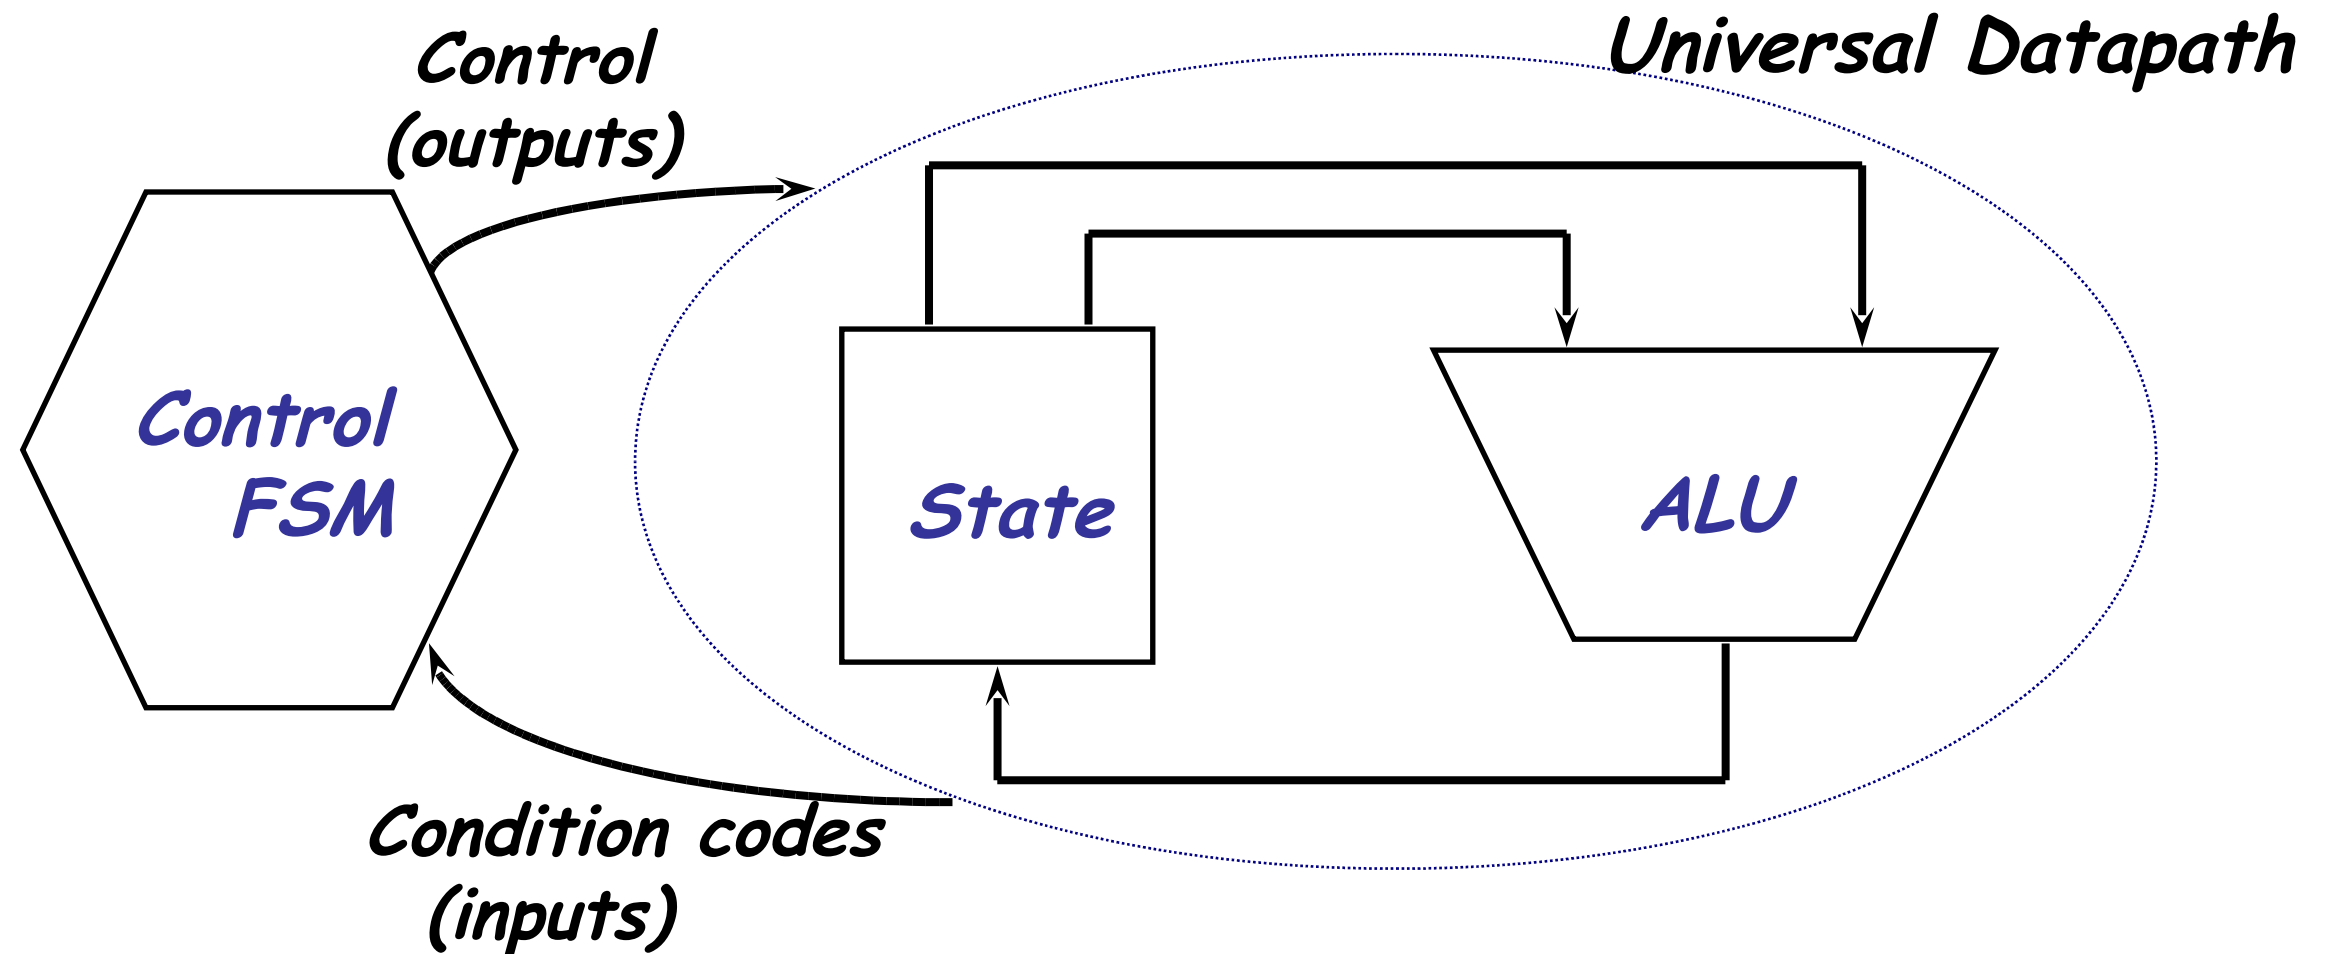 Universal Datapath
Control
(outputs)
Control
FSM
State
ALU
Condition codes
(inputs)